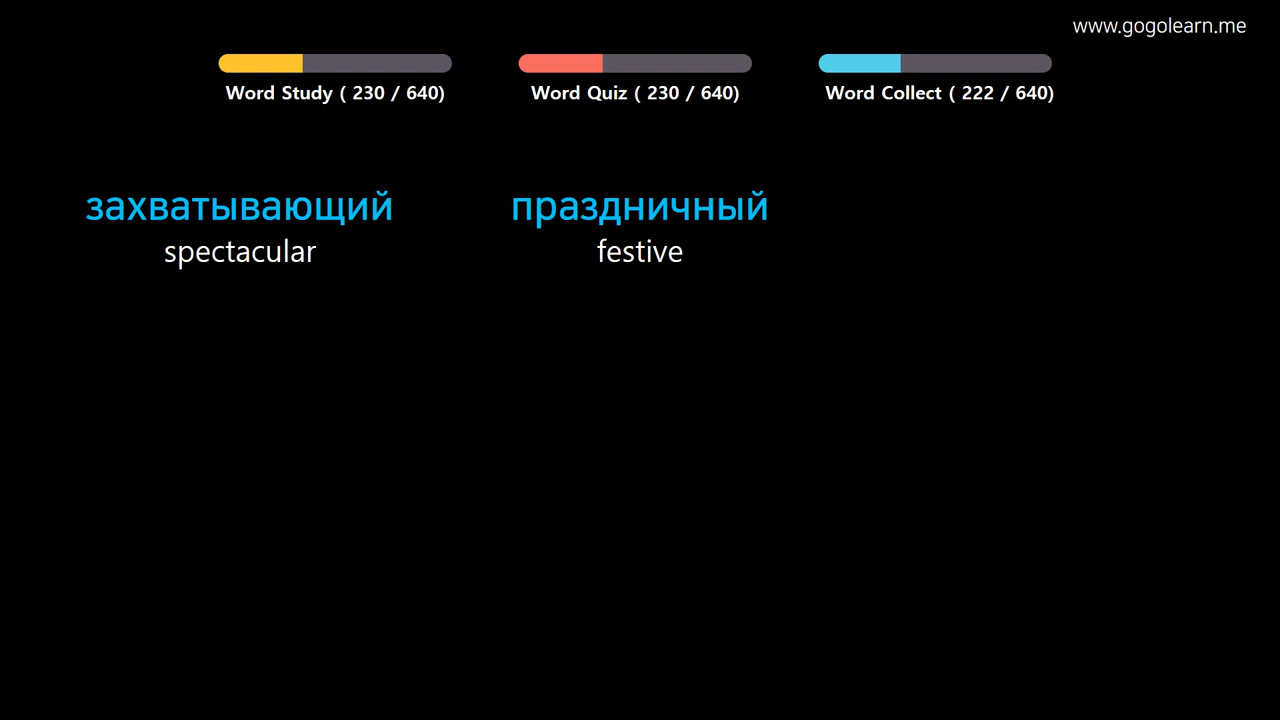 www.gogolearn.me
Word Study ( 230 / 640)
Word Quiz ( 230 / 640)
Word Collect ( 222 / 640)
захватывающий
spectacular
праздничный
festive